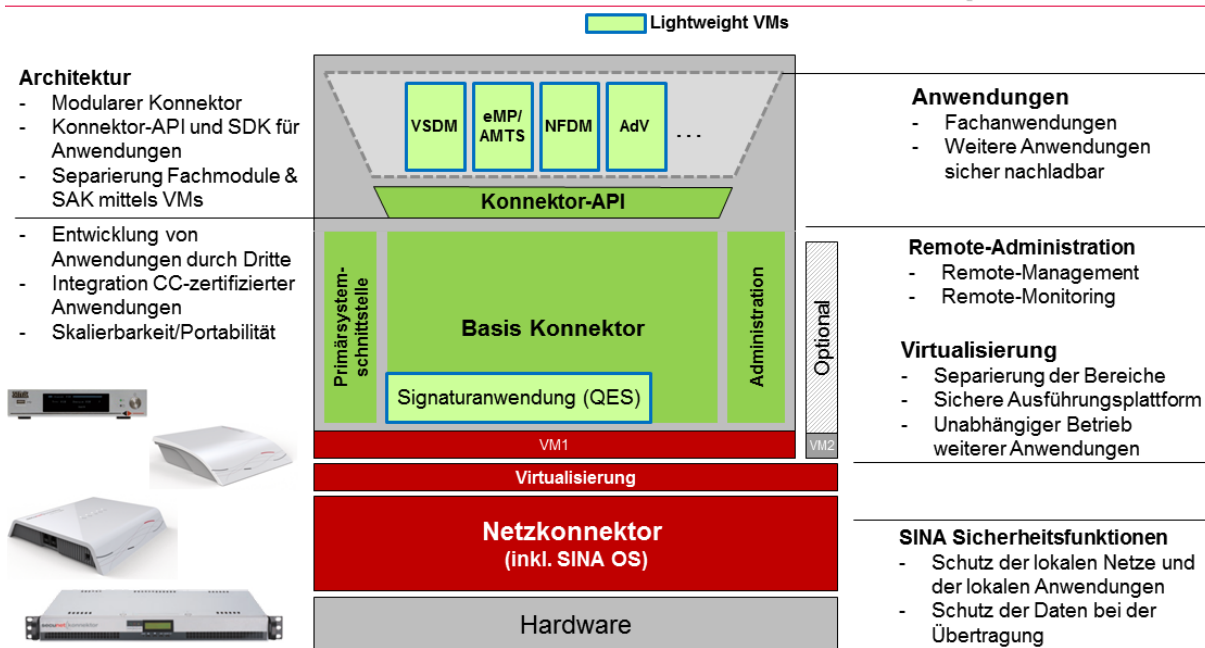 Lightweight VMs
Architektur
- Modularer Konnektor
- Konnektor-API und SDK für
Anwendungen
- Separierung Fachmodule &
SAK mittels VMs
- Entwicklung von
Anwendungen durch Dritte
- Integration CC-zertifizierter
Anwendungen
- Skalierbarkeit/Portabilität
VSDM
eMP/
AMTS
NFDM
AdV
...
Konnektor-API
Primärsystem-
schnittstelle
Basis Konnektor
Administration
Signaturanwendung (QES)
Optional
VM1
VM2
Virtualisierung
Netzkonnektor
(inkl. SINA OS)
Hardware
Anwendungen
- Fachanwendungen
- Weitere Anwendungen
sicher nachladbar
Remote-Administration
- Remote-Management
- Remote-Monitoring
Virtualisierung
- Separierung der Bereiche
- Sichere Ausführungsplattform
- Unabhängiger Betrieb
weiterer Anwendungen
SINA Sicherheitsfunktionen
- Schutz der lokalen Netze und
der lokalen Anwendungen
- Schutz der Daten bei der
Übertragung
secunet konnektor